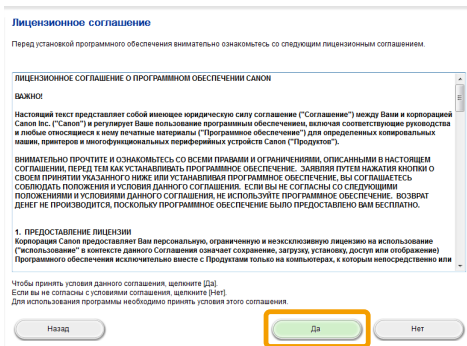 Лицензионное соглашение
Перед установкой программного обеспечения внимательно ознакомьтесь со следующим лицензионным соглашением.
ЛИЦЕНЗИОННОЕ СОГЛАШЕНИЕ О ПРОГРАММНОМ ОБЕСПЕЧЕНИИ CANON
ВАЖНО!
Настоящий текст представляет собой имеющее юридическую силу соглашение ("Соглашение") между Вами и корпорацией
Canon Inc. ("Canon") и регулирует Ваше пользование программным обеспечением, включая соответствующие руководства
и любые относящиеся к нему печатные материалы ("Программное обеспечение") для определенных копировальных
машин, принтеров и многофункциональных периферийных устройств Canon ("Продуктов").
ВНИМАТЕЛЬНО ПРОЧТИТЕ И ОЗНАКОМЬТЕСЬ СО ВСЕМИ ПРАВАМИ И ОГРАНИЧЕНИЯМИ, ОПИСАННЫМИ В НАСТОЯЩЕМ
СОГЛАШЕНИИ, ПЕРЕД ТЕМ КАК УСТАНАВЛИВАТЬ ПРОГРАММНОЕ ОБЕСПЕЧЕНИЕ. ЗАЯВЛЯЯ ПУТЕМ НАЖАТИЯ КНОПКИ О
СВОЕМ ПРИНЯТИИ УКАЗАННОГО НИЖЕ ИЛИ УСТАНАВЛИВАЯ ПРОГРАММНОЕ ОБЕСПЕЧЕНИЕ, ВЫ СОГЛАШАЕТЕСЬ
СОБЛЮДАТЬ ПОЛОЖЕНИЯ И УСЛОВИЯ ДАННОГО СОГЛАШЕНИЯ. ЕСЛИ ВЫ НЕ СОГЛАСНЫ СО СЛЕДУЮЩИМИ
ПОЛОЖЕНИЯМИ И УСЛОВИЯМИ ДАННОГО СОГЛАШЕНИЯ, НЕ ИСПОЛЬЗУЙТЕ ПРОГРАММНОЕ ОБЕСПЕЧЕНИЕ. ВОЗВРАТ
ДЕНЕГ НЕ ПРОИЗВОДИТСЯ, ПОСКОЛЬКУ ПРОГРАММНОЕ ОБЕСПЕЧЕНИЕ БЫЛО ПРЕДОСТАВЛЕНО ВАМ БЕСПЛАТНО.
1. ПРЕДОСТАВЛЕНИЕ ЛИЦЕНЗИИ
Корпорация Canon предоставляет Вам персональную, ограниченную и неэксклюзивную лицензию на использование
("использование" в контексте данного Соглашения означает сохранение, загрузку, установку, доступ или отображение)
Программного обеспечения исключительно вместе с Продуктами только на компьютерах, к которым непосредственно или
Чтобы принять условия данного соглашения, щелкните [Да].
Если вы не согласны с условиями соглашения, щелкните [Нет].
Для использования программы необходимо принять условия этого соглашения.
Назад Да Нет